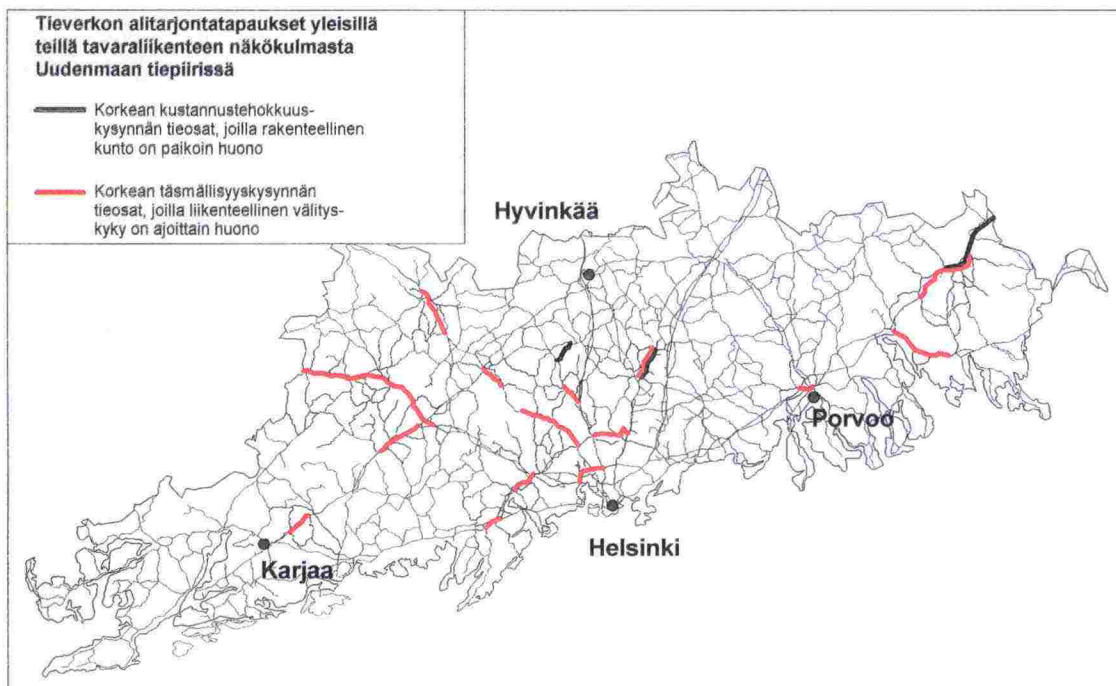 Tieverkon alitarjontatapaukset yleisillä
teillä tavaraliikenteen näkökulmasta
Uudenmaan tiepiirissä
Korkean kustannustehokkuus-
kysynnän tieosat, joilla rakenteellinen
kunto on paikoin huono
Korkean täsmällisyyskysynnän
tieosat, joilla liikenteellinen välitys-
kyky on ajoittain huono
Hyvinkää
Porvoo
Helsinki
Karjaa